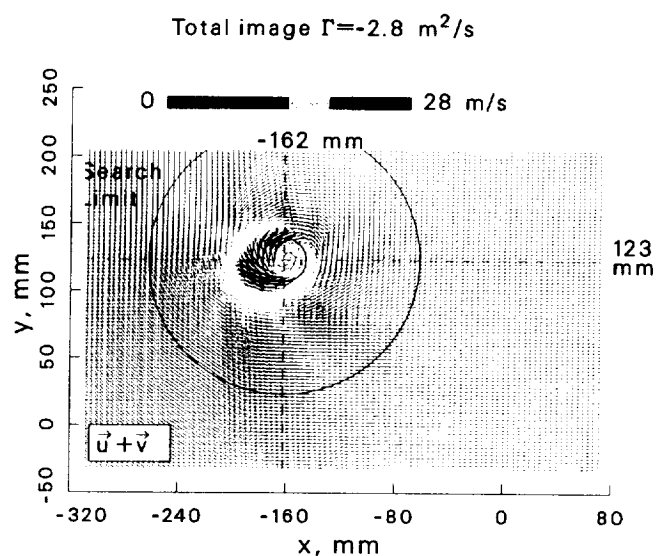 Total image Γ=-2.8 m²/s
0 28 m/s
-162 mm
Search
Limit
123
mm
250
200
150
100
50
0
-50
y, mm
u⃗+v⃗
-320 -240 -160 -80 0 80
x, mm